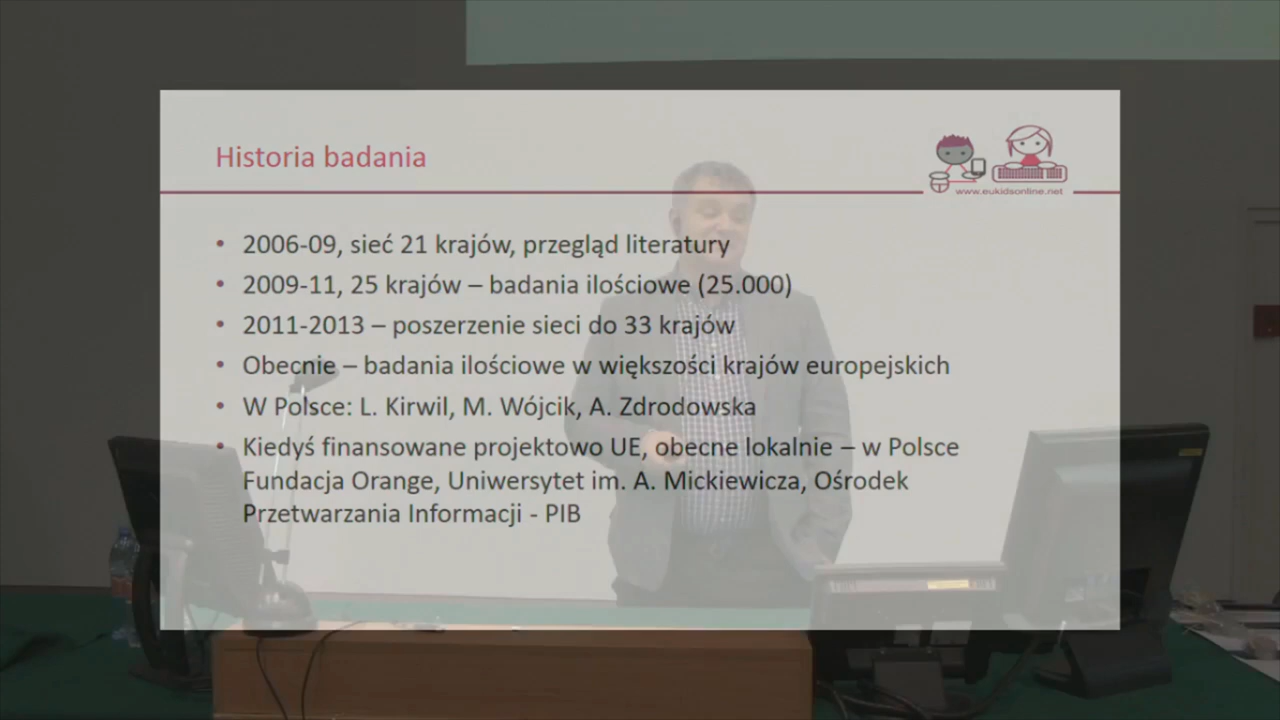 Historia badania
www.eukidsonline.net
• 2006-09, sieć 21 krajów, przegląd literatury
• 2009-11, 25 krajów – badania ilościowe (25.000)
• 2011-2013 – poszerzenie sieci do 33 krajów
• Obecnie – badania ilościowe w większości krajów europejskich
• W Polsce: L. Kirwil, M. Wójcik, A. Zdrodowska
• Kiedyś finansowane projektowo UE, obecne lokalnie – w Polsce
Fundacja Orange, Uniwersytet im. A. Mickiewicza, Ośrodek
Przetwarzania Informacji - PIB